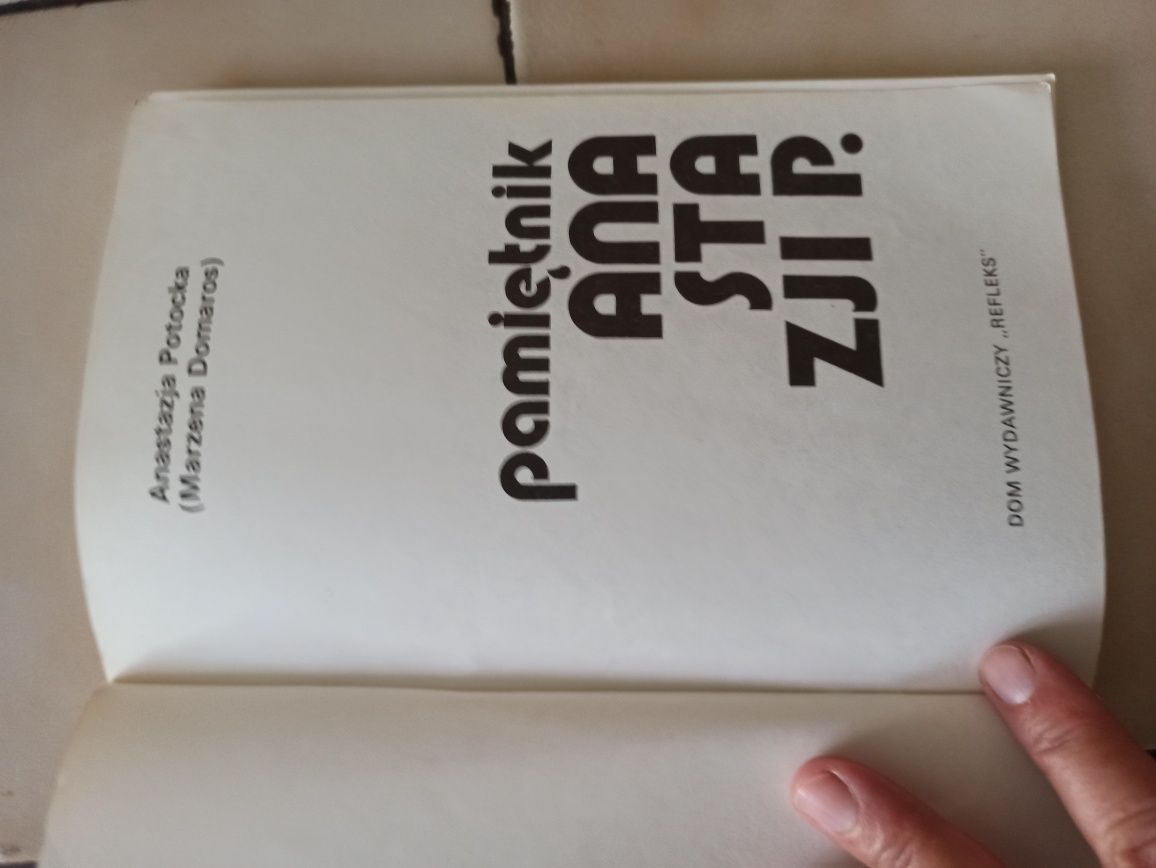 Anastazja Potocka
(Marzena Domaros)
pamiętnik
ANA
STA
ZJI P.
DOM WYDAWNICZY „REFLEKS”